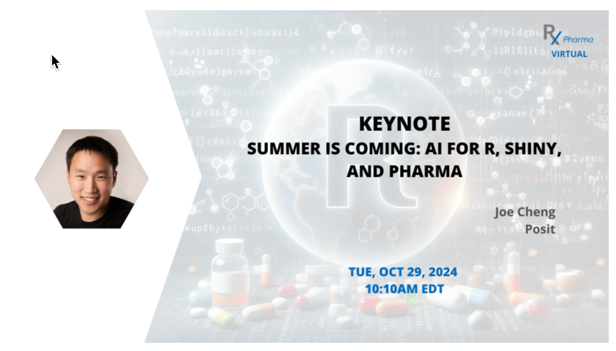 R/
Pharma
VIRTUAL
KEYNOTE
SUMMER IS COMING: AI FOR R, SHINY,
AND PHARMA
Joe Cheng
Posit
TUE, OCT 29, 2024
10:10AM EDT
R